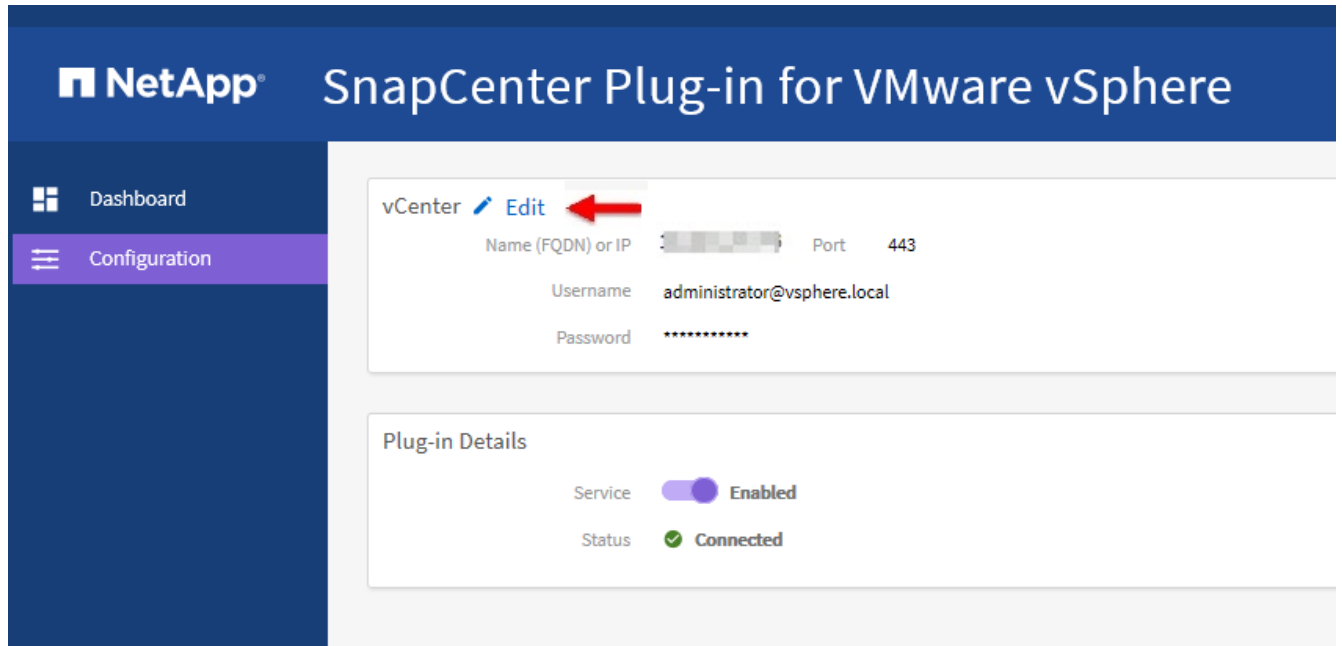 NetApp® SnapCenter Plug-in for VMware vSphere
Dashboard
Configuration
vCenter Edit
Name (FQDN) or IP Port 443
Username administrator@vsphere.local
Password ***********
Plug-in Details
Service Enabled
Status Connected